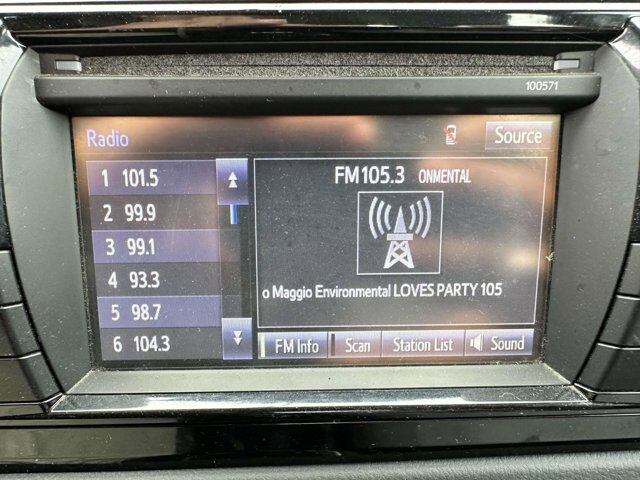 100571
Radio
Source
1 101.5
2 99.9
3 99.1
4 93.3
5 98.7
6 104.3
FM105.3 ONMENTAL
o Maggio Environmental LOVES PARTY 105
FM Info Scan Station List Sound